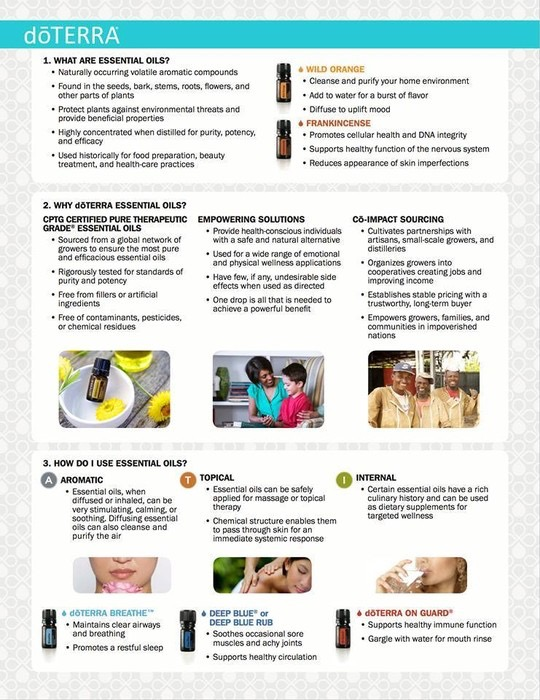 dōTERRA
1. WHAT ARE ESSENTIAL OILS?
• Naturally occurring volatile aromatic compounds
• Found in the seeds, bark, stems, roots, flowers, and
other parts of plants
• Protect plants against environmental threats and
provide beneficial properties
• Highly concentrated when distilled for purity, potency,
and efficacy
• Used historically for food preparation, beauty
treatment, and health-care practices
WILD ORANGE
• Cleanse and purify your home environment
• Add to water for a burst of flavor
• Diffuse to uplift mood
FRANKINCENSE
• Promotes cellular health and DNA integrity
• Supports healthy function of the nervous system
• Reduces appearance of skin imperfections
2. WHY dōTERRA ESSENTIAL OILS?
CPTG CERTIFIED PURE THERAPEUTIC
GRADE® ESSENTIAL OILS
• Sourced from a global network of
growers to ensure the most pure
and efficacious essential oils
• Rigorously tested for standards of
purity and potency
• Free from fillers or artificial
ingredients
• Free of contaminants, pesticides,
or chemical residues
EMPOWERING SOLUTIONS
• Provide health-conscious individuals
with a safe and natural alternative
• Used for a wide range of emotional
and physical wellness applications
• Have few, if any, undesirable side
effects when used as directed
• One drop is all that is needed to
achieve a powerful benefit
Cō-IMPACT SOURCING
• Cultivates partnerships with
artisans, small-scale growers, and
distilleries
• Organizes growers into
cooperatives creating jobs and
improving income
• Establishes stable pricing with a
trustworthy, long-term buyer
• Empowers growers, families, and
communities in impoverished
nations
3. HOW DO I USE ESSENTIAL OILS?
A AROMATIC
• Essential oils, when
diffused or inhaled, can be
very stimulating, calming, or
soothing. Diffusing essential
oils can also cleanse and
purify the air
T TOPICAL
• Essential oils can be safely
applied for massage or topical
therapy
• Chemical structure enables them
to pass through skin for an
immediate systemic response
I INTERNAL
• Certain essential oils have a rich
culinary history and can be used
as dietary supplements for
targeted wellness
dōTERRA BREATHE™
• Maintains clear airways
and breathing
• Promotes a restful sleep
DEEP BLUE® or
DEEP BLUE RUB
• Soothes occasional sore
muscles and achy joints
• Supports healthy circulation
dōTERRA ON GUARD®
• Supports healthy immune function
• Gargle with water for mouth rinse